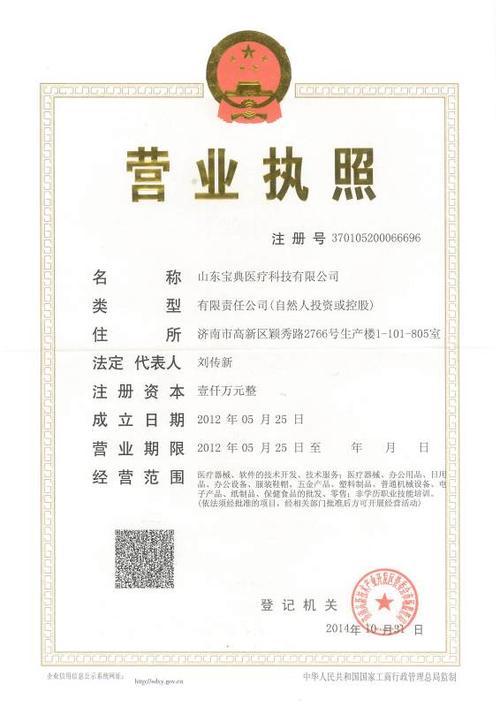 营业执照
注册号 370105200066696
名称 山东宝典医疗科技有限公司
类型 有限责任公司(自然人投资或控股)
住所 济南市高新区颖秀路2766号生产楼1-101-805室
法定代表人 刘传新
注册资本 壹仟万元整
成立日期 2012年05月25日
营业期限 2012年05月25日至 年 月 日
经营范围 医疗器械、软件的技术开发、技术服务；医疗器械、办公用品、日用
品、办公设备、服装鞋帽、五金产品、塑料制品、普通机械设备、电
子产品、纸制品、保健食品的批发、零售；非学历职业技能培训。
(依法须经批准的项目，经相关部门批准后方可开展经营活动)
登记机关
2014年10月31日
企业信用信息公示系统网址： http://sdxy.gov.cn
中华人民共和国国家工商行政管理总局监制